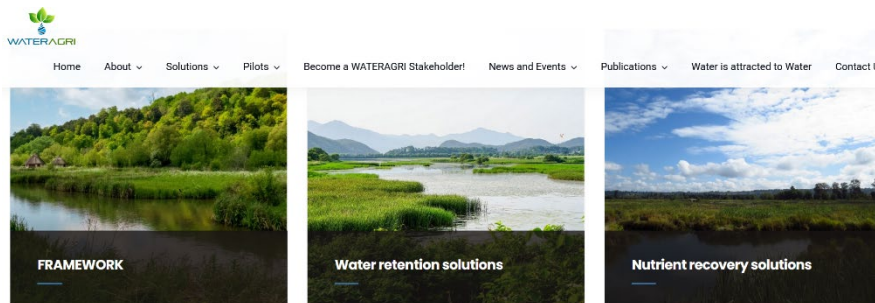 WATERAGRI
Home About Solutions Pilots Become a WATERAGRI Stakeholder! News and Events Publications Water is attracted to Water Contact
FRAMEWORK Water retention solutions Nutrient recovery solutions